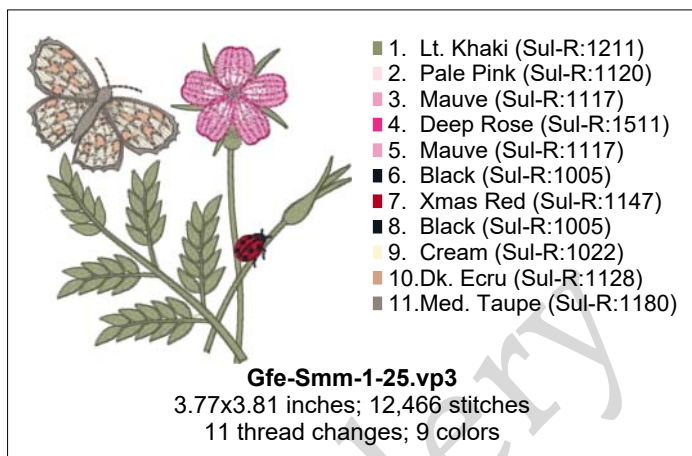 1. Lt. Khaki (Sul-R:1211)
2. Pale Pink (Sul-R:1120)
3. Mauve (Sul-R:1117)
4. Deep Rose (Sul-R:1511)
5. Mauve (Sul-R:1117)
6. Black (Sul-R:1005)
7. Xmas Red (Sul-R:1147)
8. Black (Sul-R:1005)
9. Cream (Sul-R:1022)
10.Dk. Ecru (Sul-R:1128)
11.Med. Taupe (Sul-R:1180)
Gfe-Smm-1-25.vp3
3.77x3.81 inches; 12,466 stitches
11 thread changes; 9 colors